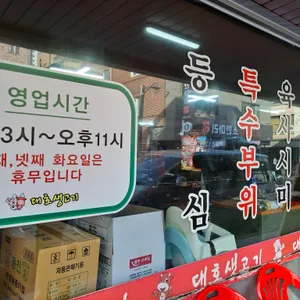 영업시간
3시~오후11시
째,넷째 화요일은
휴무입니다
대호생고기
등심
특수부위
육사시미
대호생고기